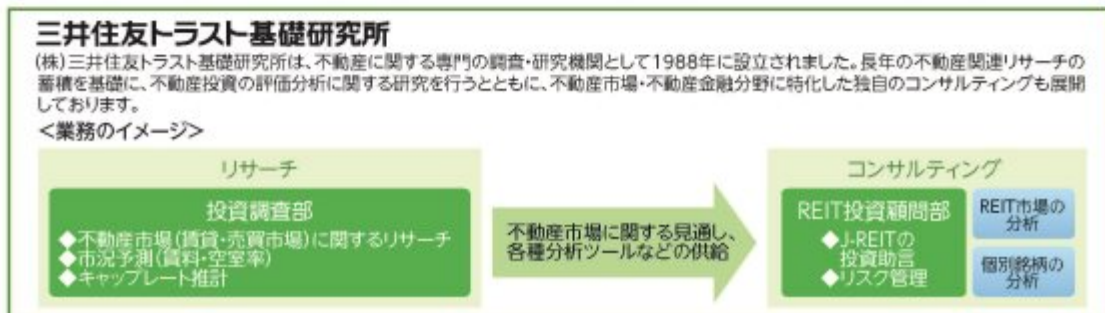 三井住友トラスト基礎研究所
(株)三井住友トラスト基礎研究所は、不動産に関する専門の調査・研究機関として1988年に設立されました。長年の不動産関連リサーチの
蓄積を基礎に、不動産投資の評価分析に関する研究を行うとともに、不動産市場・不動産金融分野に特化した独自のコンサルティングも展開
しております。
<業務のイメージ>
リサーチ
投資調査部
◆不動産市場(賃貸・売買市場)に関するリサーチ
◆市況予測(賃料・空室率)
◆キャップレート推計
不動産市場に関する見通し、
各種分析ツールなどの供給
コンサルティング
REIT投資顧問部
◆J-REITの
投資助言
◆リスク管理
REIT市場の
分析
個別銘柄の
分析